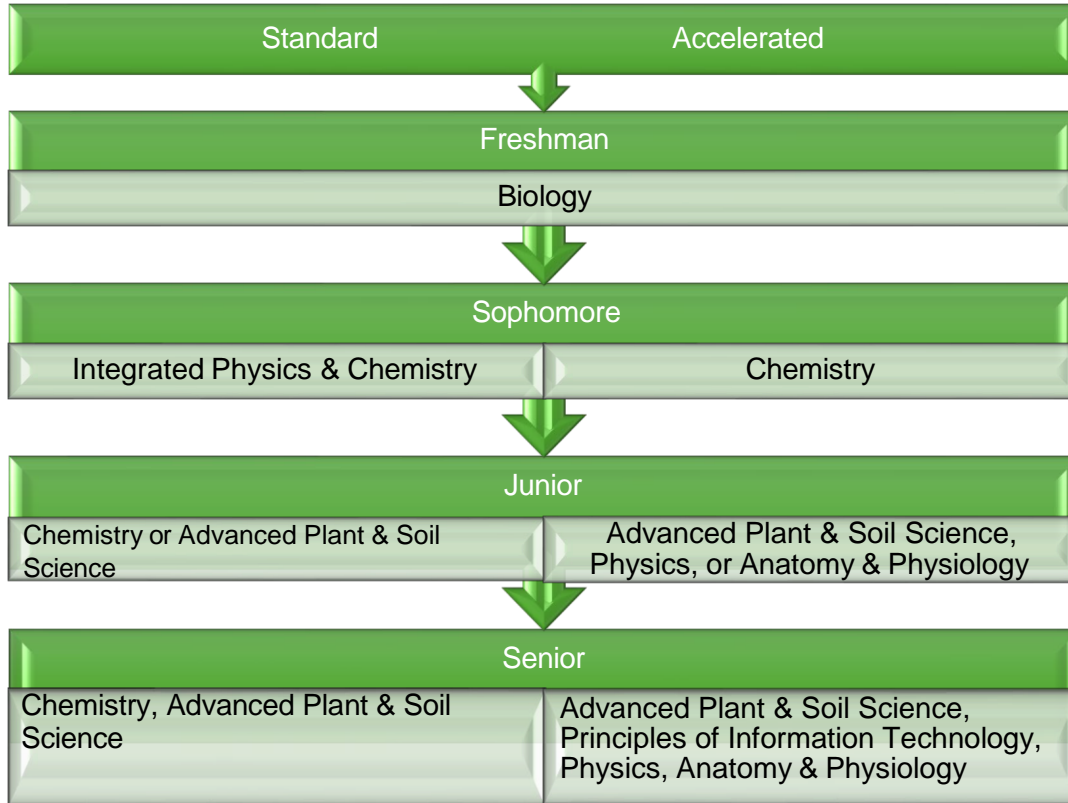 Standard
Accelerated
Freshman
Biology
Sophomore
Integrated Physics & Chemistry
Chemistry
Junior
Chemistry or Advanced Plant & Soil
Science
Advanced Plant & Soil Science,
Physics, or Anatomy & Physiology
Senior
Chemistry, Advanced Plant & Soil
Science
Advanced Plant & Soil Science,
Principles of Information Technology,
Physics, Anatomy & Physiology